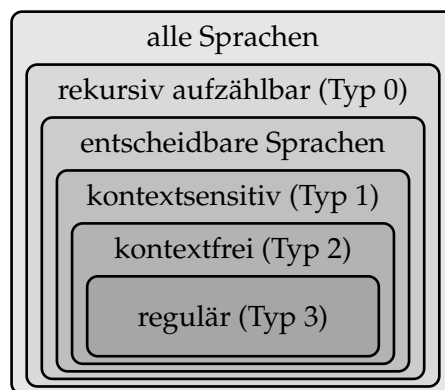 alle Sprachen
rekursiv aufzählbar (Typ 0)
entscheidbare Sprachen
kontextsensitiv (Typ 1)
kontextfrei (Typ 2)
regulär (Typ 3)